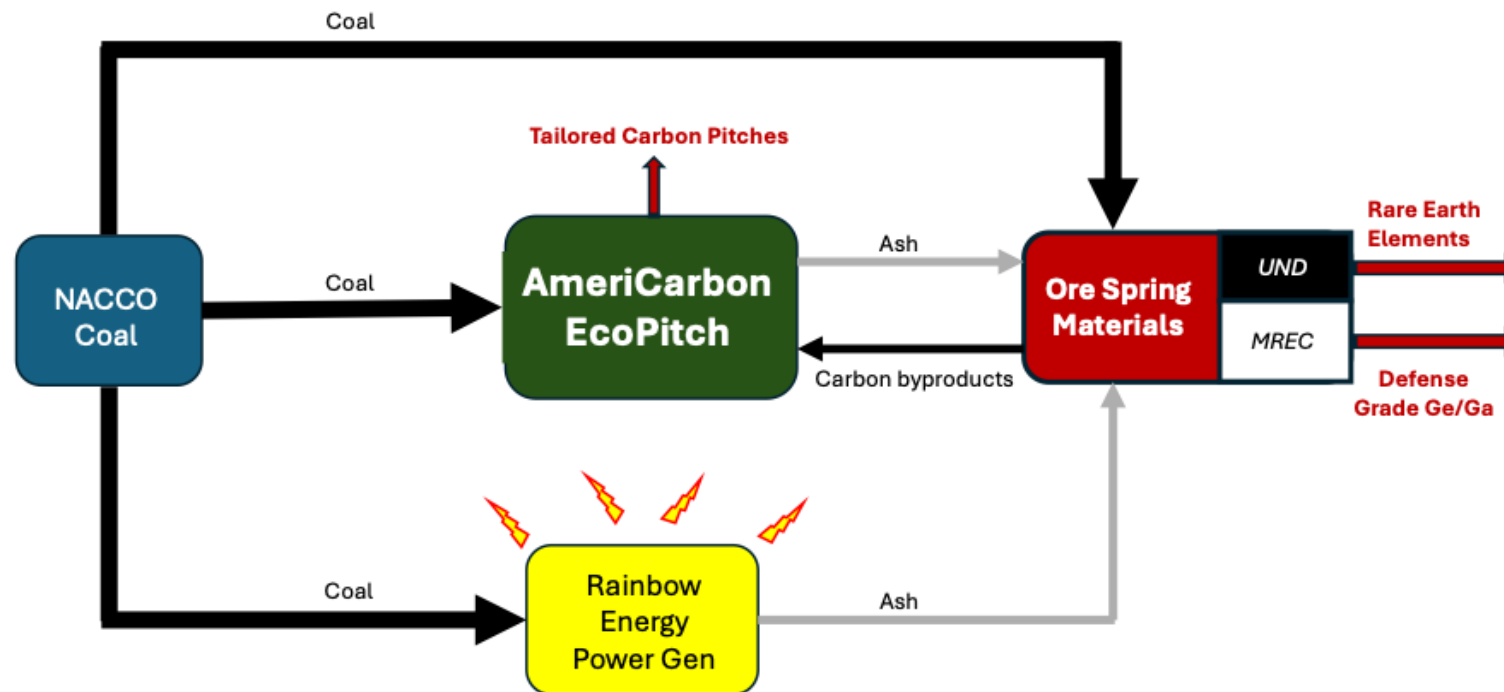 Coal
Tailored Carbon Pitches
NACCO
Coal
Coal
AmeriCarbon
EcoPitch
Ash
Carbon byproducts
Ore Spring
Materials
UND
MREC
Rare Earth
Elements
Defense
Grade Ge/Ga
Coal
Rainbow
Energy
Power Gen
Ash